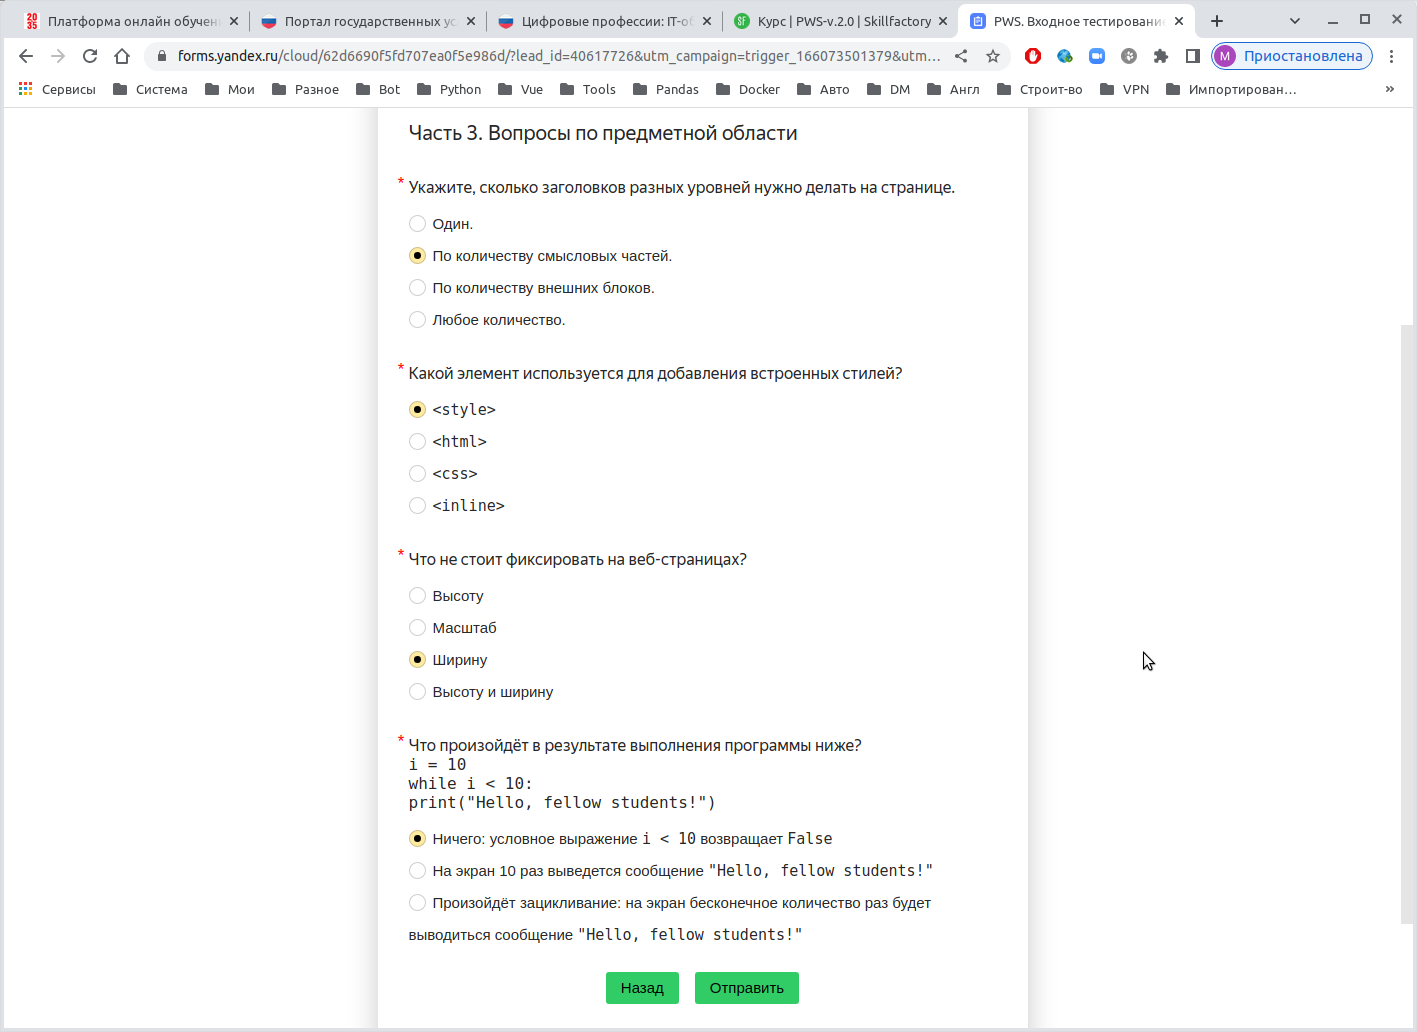 20 35 Платформа онлайн обучен
Портал государственных ус
Цифровые профессии: IT-об
SF Курс | PWS-v.2.0 | Skillfactory
PWS. Входное тестирование
forms.yandex.ru/cloud/62d6690f5fd707ea0f5e986d/?lead_id=40617726&utm_campaign=trigger_166073501379&utm...
M Приостановлена
Сервисы Система Мои Разное Bot Python Vue Tools Pandas Docker Авто DM Англ Строит-во VPN Импортирован... »
Часть 3. Вопросы по предметной области
* Укажите, сколько заголовков разных уровней нужно делать на странице.
Один.
По количеству смысловых частей.
По количеству внешних блоков.
Любое количество.
* Какой элемент используется для добавления встроенных стилей?
<style>
<html>
<css>
<inline>
* Что не стоит фиксировать на веб-страницах?
Высоту
Масштаб
Ширину
Высоту и ширину
* Что произойдёт в результате выполнения программы ниже?
i = 10
while i < 10:
print("Hello, fellow students!")
Ничего: условное выражение i < 10 возвращает False
На экран 10 раз выведется сообщение "Hello, fellow students!"
Произойдёт зацикливание: на экран бесконечное количество раз будет
выводиться сообщение "Hello, fellow students!"
Назад Отправить